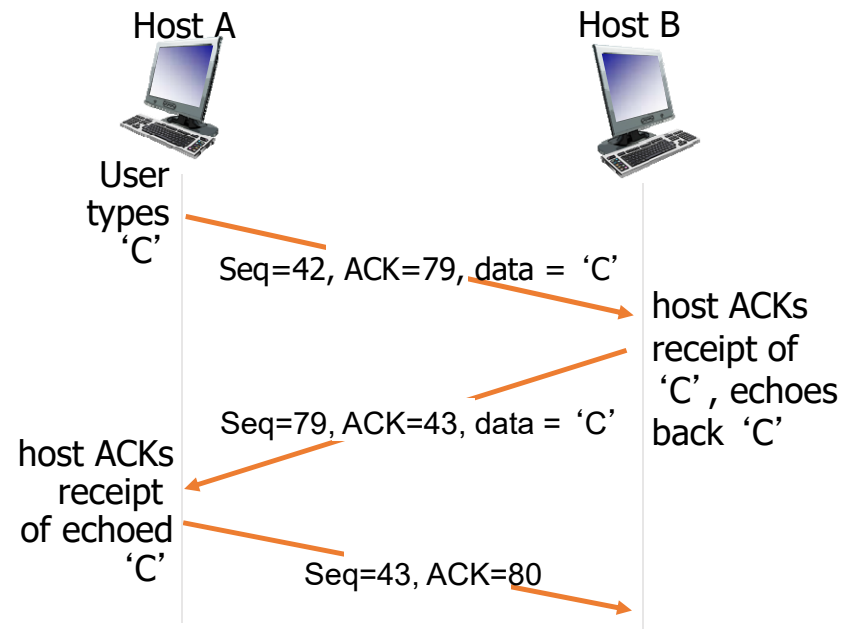 Host A
Host B
User
types
‘C’
Seq=42, ACK=79, data = ‘C’
host ACKs
receipt of
‘C’, echoes
back ‘C’
Seq=79, ACK=43, data = ‘C’
host ACKs
receipt
of echoed
‘C’
Seq=43, ACK=80